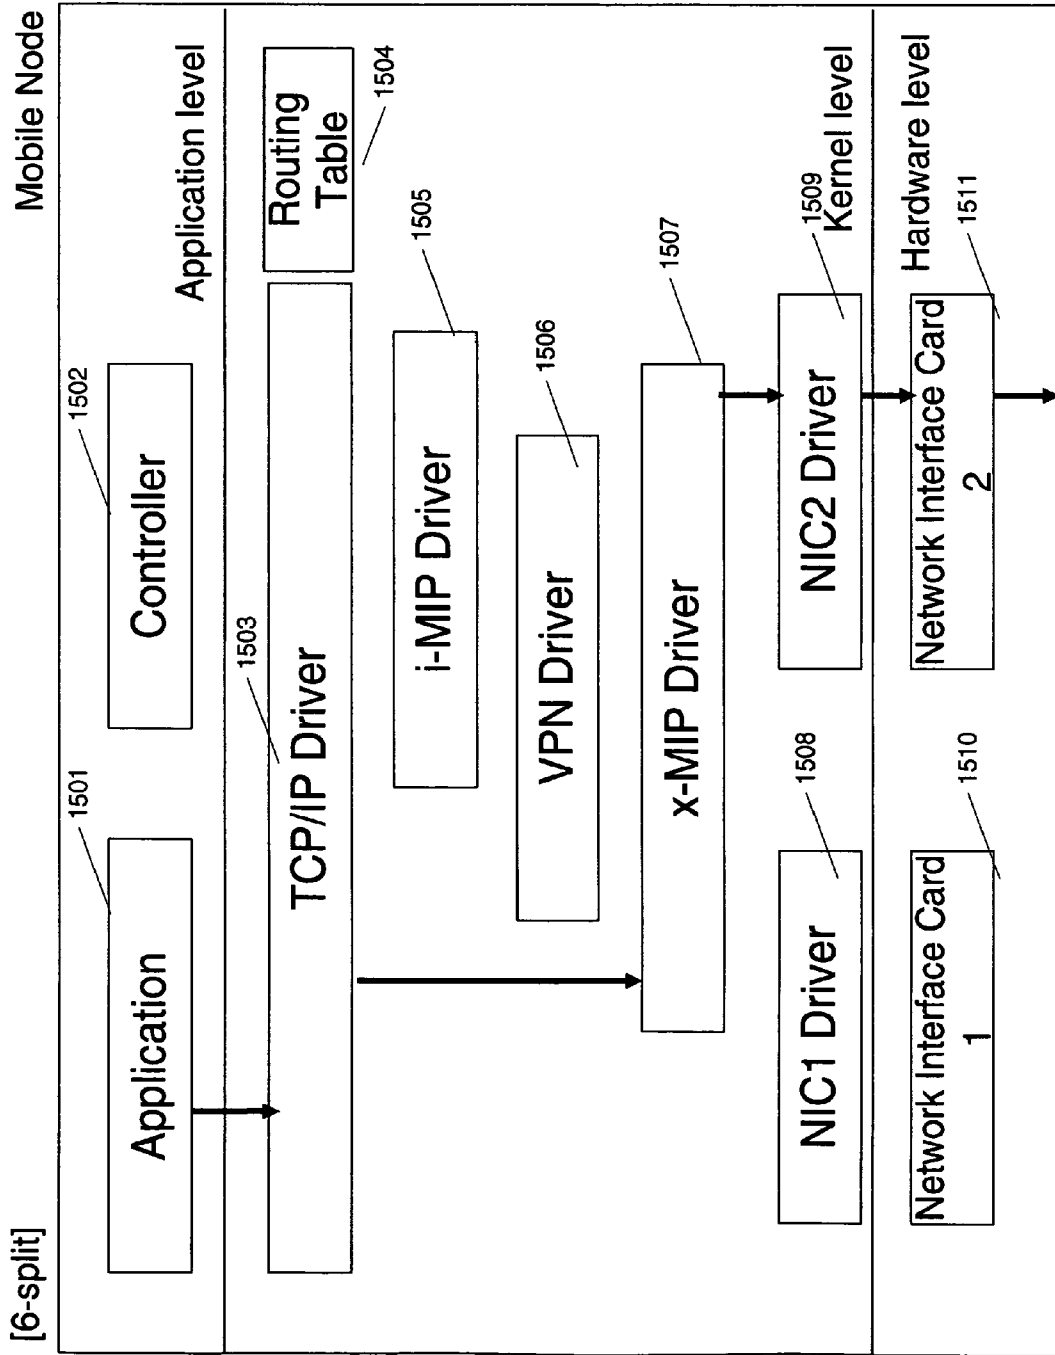 [6-split]
Mobile Node
1501
1502
Application
Controller
Application level
1503
TCP/IP Driver
Routing
Table
1504
i-MIP Driver
1505
VPN Driver
1506
x-MIP Driver
1507
NIC1 Driver
1508
NIC2 Driver
1509
Kernel level
Hardware level
Network Interface Card
1
1510
Network Interface Card
2
1511